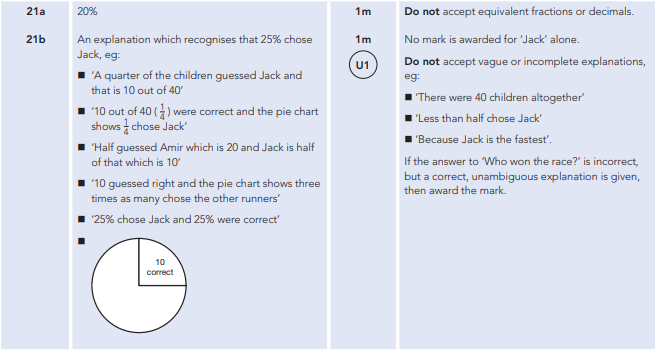 21a 20% 1m Do not accept equivalent fractions or decimals.
21b An explanation which recognises that 25% chose
Jack, eg:
■ ‘A quarter of the children guessed Jack and
that is 10 out of 40’
■ ‘10 out of 40 ( 1/4 ) were correct and the pie chart
shows 1/4 chose Jack’
■ ‘Half guessed Amir which is 20 and Jack is half
of that which is 10’
■ ‘10 guessed right and the pie chart shows three
times as many chose the other runners’
■ ‘25% chose Jack and 25% were correct’
■
10
correct
1m
U1
No mark is awarded for ‘Jack’ alone.
Do not accept vague or incomplete explanations,
eg:
■ ‘There were 40 children altogether’
■ ‘Less than half chose Jack’
■ ‘Because Jack is the fastest’.
If the answer to ‘Who won the race?’ is incorrect,
but a correct, unambiguous explanation is given,
then award the mark.